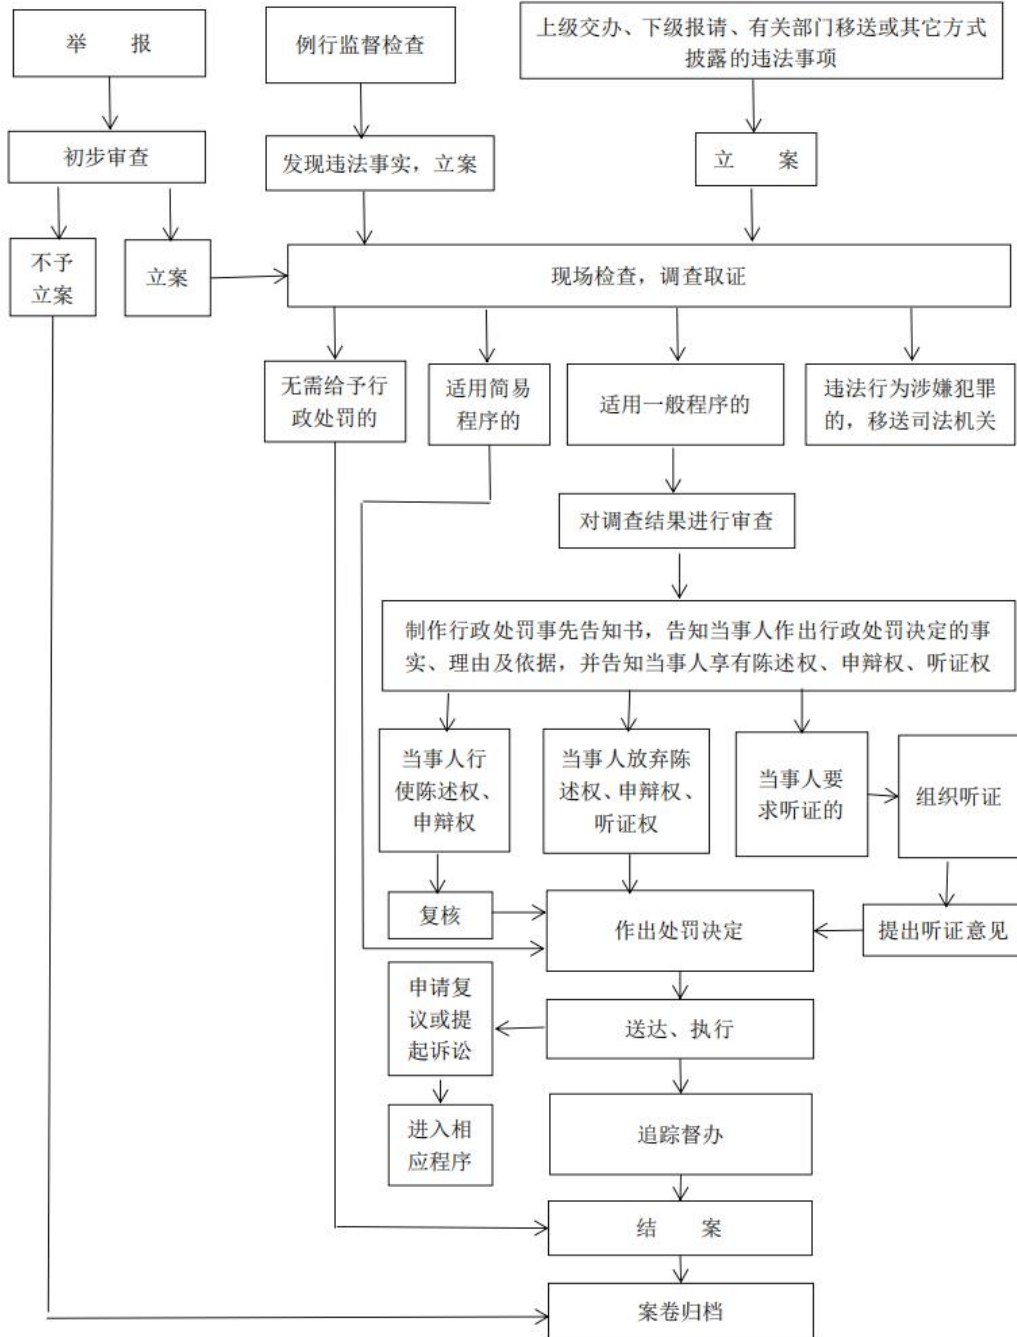 举 报
例行监督检查
上级交办、下级报请、有关部门移送或其它方式
披露的违法事项
初步审查
发现违法事实，立案
立 案
不予
立案
立案
现场检查，调查取证
无需给予行
政处罚的
适用简易
程序的
适用一般程序的
违法行为涉嫌犯罪
的，移送司法机关
对调查结果进行审查
制作行政处罚事先告知书，告知当事人作出行政处罚决定的事
实、理由及依据，并告知当事人享有陈述权、申辩权、听证权
当事人行
使陈述权、
申辩权
当事人放弃陈
述权、申辩权、
听证权
当事人要
求听证的
组织听证
复核
作出处罚决定
提出听证意见
申请复
议或提
起诉讼
送达、执行
进入相
应程序
追踪督办
结 案
案卷归档